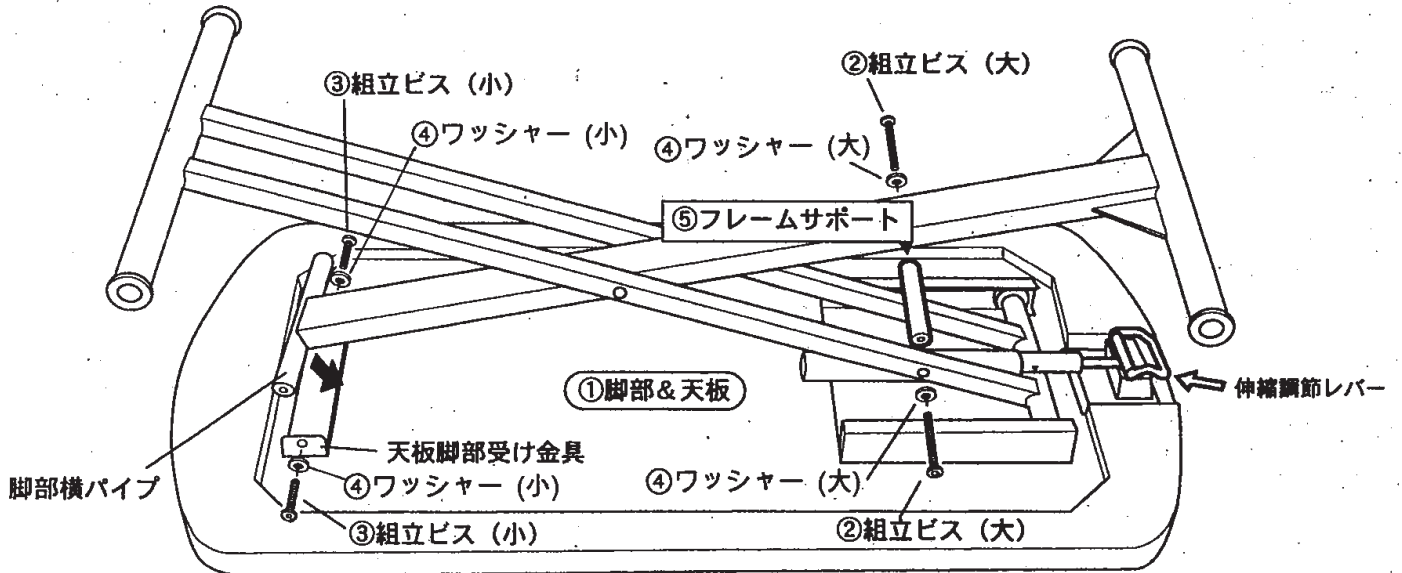 ②組立ビス（大）
③組立ビス（小）
④ワッシャー (小)
④ワッシャー (大)
⑤フレームサポート
①脚部&天板
伸縮調節レバー
天板脚部受け金具
脚部横パイプ
④ワッシャー (小)
④ワッシャー (大)
③組立ビス（小）
②組立ビス（大）